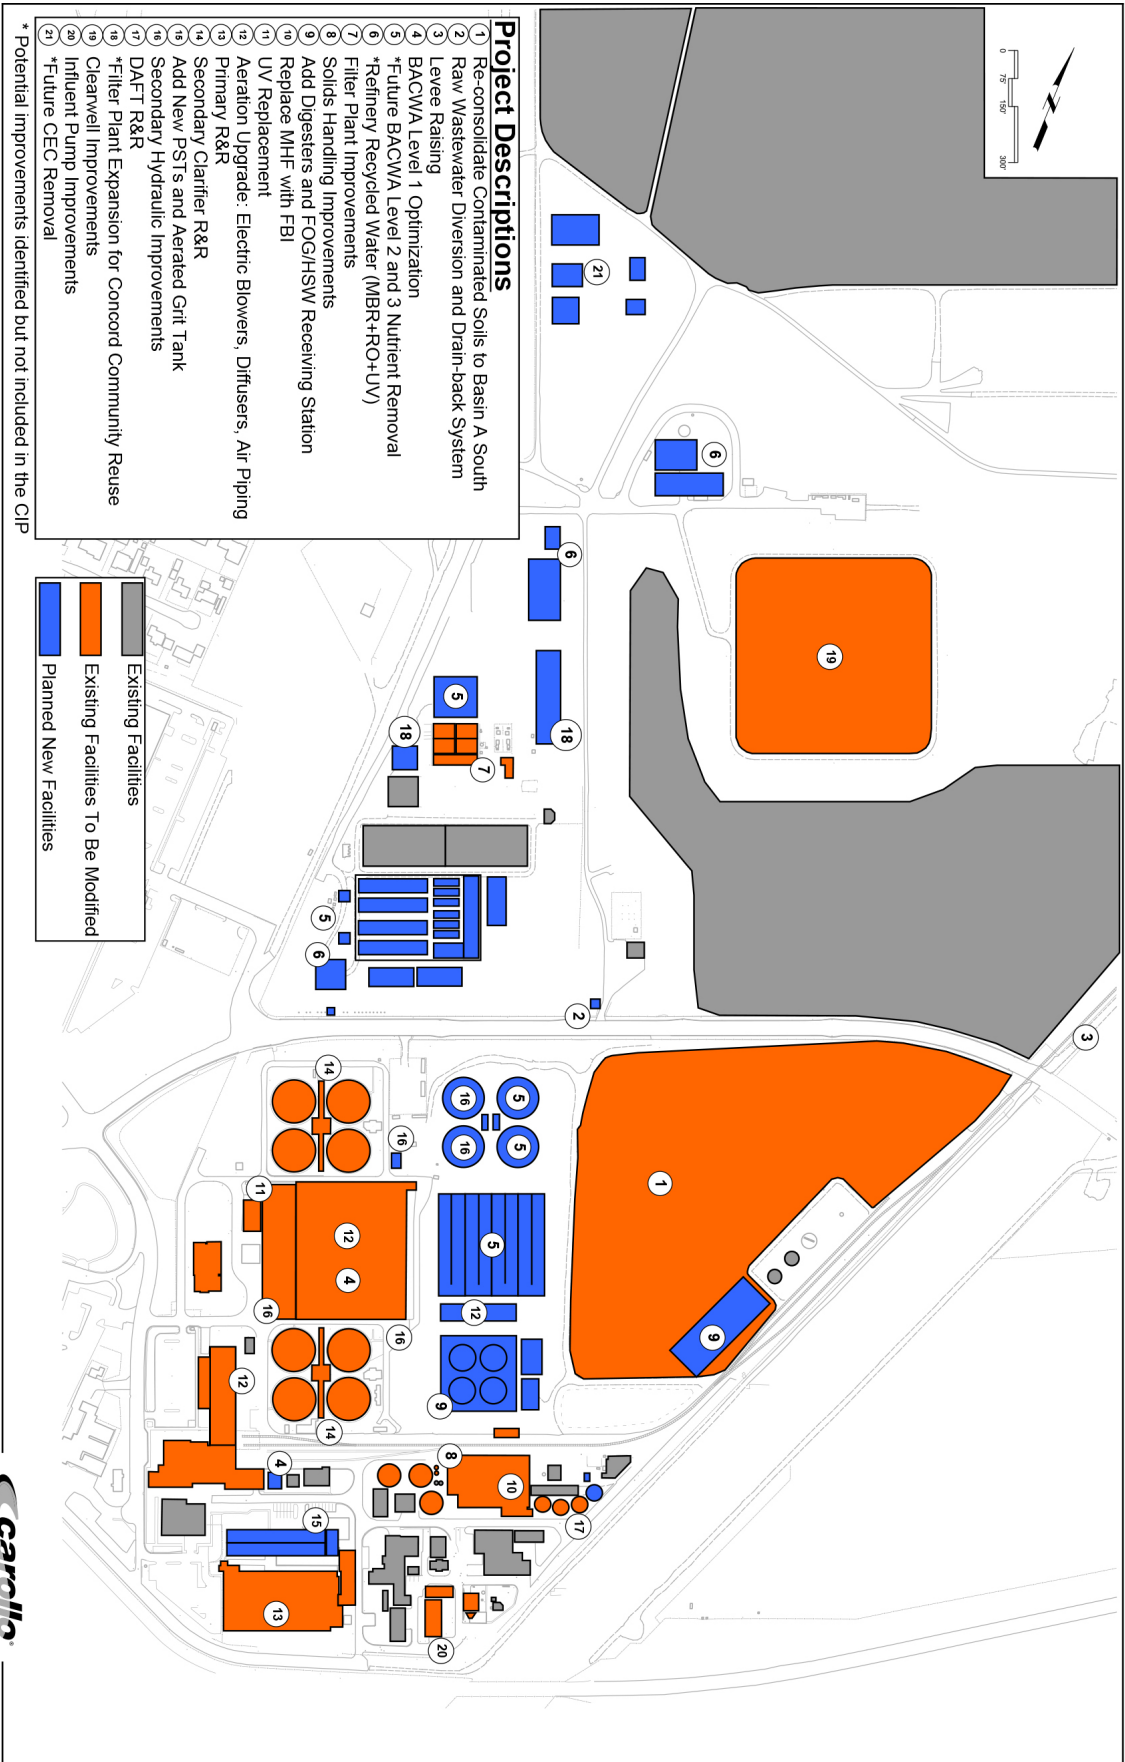 Project Descriptions
1 Re-consolidate Contaminated Soils to Basin A South
2 Raw Wastewater Diversion and Drain-back System
3 Levee Raising
4 BACWA Level 1 Optimization
5 *Future BACWA Level 2 and 3 Nutrient Removal
6 *Refinery Recycled Water (MBR+RO+UV)
7 Filter Plant Improvements
8 Solids Handling Improvements
9 Add Digesters and FOG/HSW Receiving Station
10 Replace MHF with FBI
11 UV Replacement
12 Aeration Upgrade: Electric Blowers, Diffusers, Air Piping
13 Primary R&R
14 Secondary Clarifier R&R
15 Add New PSTs and Aerated Grit Tank
16 Secondary Hydraulic Improvements
17 DAFT R&R
18 *Filter Plant Expansion for Concord Community Reuse
19 Clearwell Improvements
20 Influent Pump Improvements
21 *Future CEC Removal
* Potential improvements identified but not included in the CIP
Existing Facilities
Existing Facilities To Be Modified
Planned New Facilities
0 75' 150' 300'
3
19
1
9
21
6
6
18
5
7
18
2
5
6
5
16
5
16
14
16
5
12
9
11
12
4
16
16
14
12
4
8
10
17
15
13
20
carollo